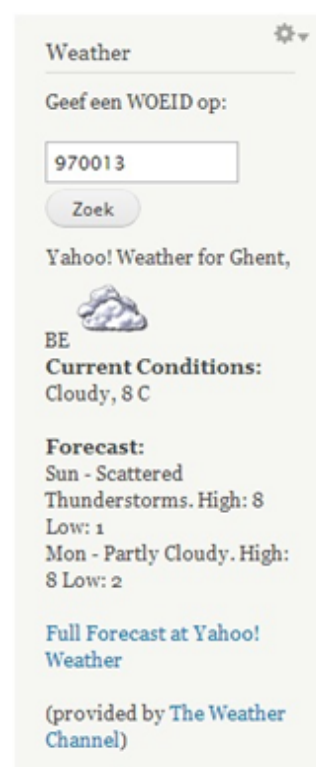 Weather
Geef een WOEID op:
970013
Zoek
Yahoo! Weather for Ghent,
BE
Current Conditions:
Cloudy, 8 C
Forecast:
Sun - Scattered
Thunderstorms. High: 8
Low: 1
Mon - Partly Cloudy. High:
8 Low: 2
Full Forecast at Yahoo!
Weather
(provided by The Weather
Channel)